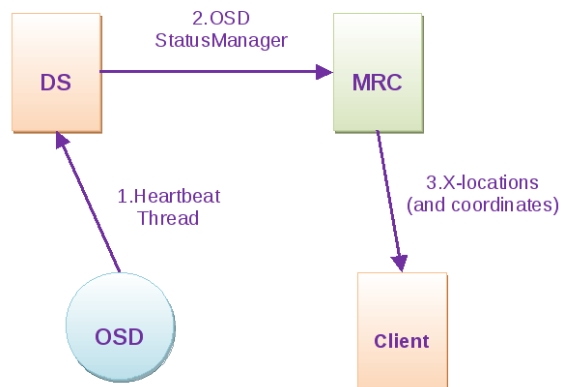 2.OSD
StatusManager
DS
MRC
1.Heartbeat
Thread
3.X-locations
(and coordinates)
OSD
Client